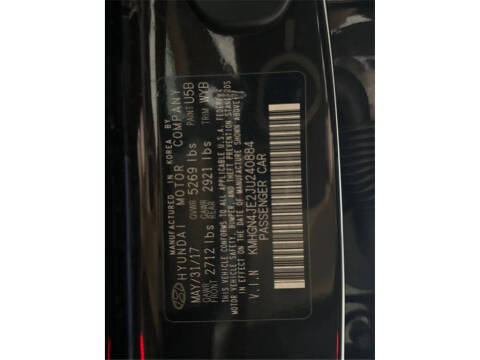 MANUFACTURED IN KOREA BY
HYUNDAI MOTOR COMPANY
MAY/31/17 GVWR 5269 lbs PAINT U5B
GAWR FRONT 2712 lbs GAWR REAR 2921 lbs TRIM WYB
THIS VEHICLE CONFORMS TO ALL APPLICABLE U.S.A. FEDERAL
MOTOR VEHICLE SAFETY, BUMPER, AND THEFT PREVENTION STANDARDS
IN EFFECT ON THE DATE OF MANUFACTURE SHOWN ABOVE
V.I.N KMHGN4JE2JU240884
PASSENGER CAR